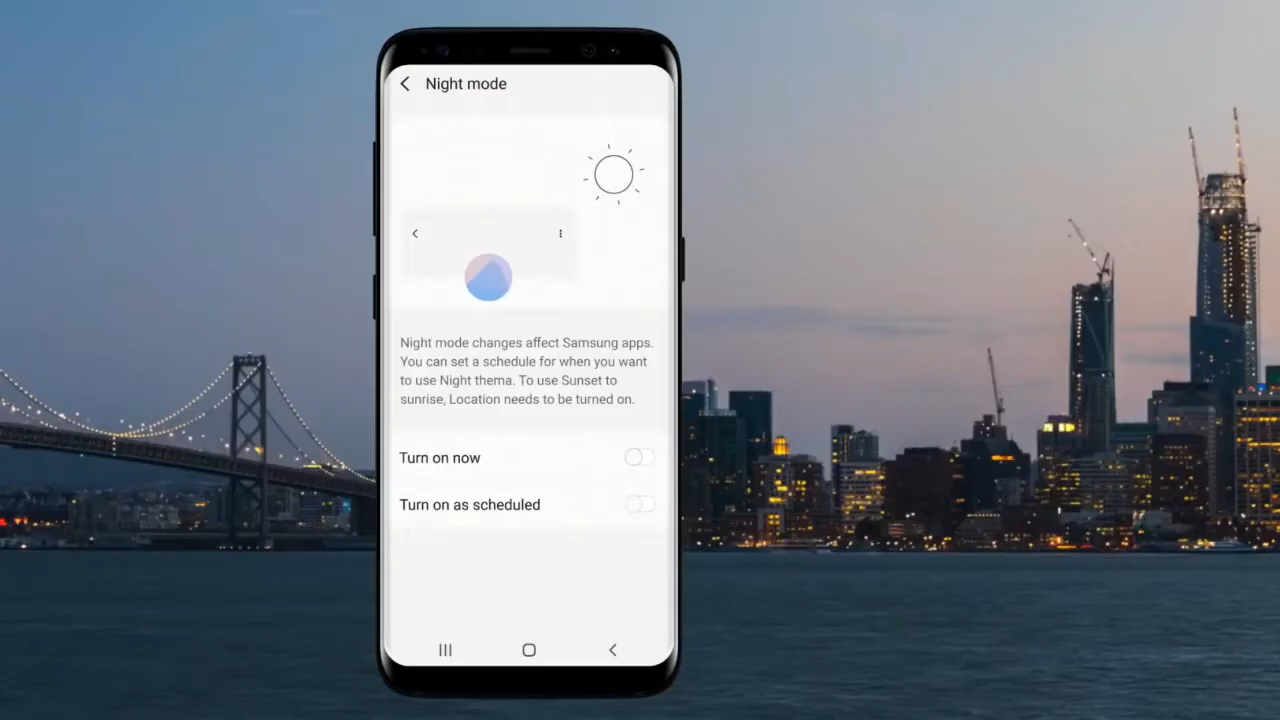 Night mode
Night mode changes affect Samsung apps.
You can set a schedule for when you want
to use Night thema. To use Sunset to
sunrise, Location needs to be turned on.
Turn on now
Turn on as scheduled